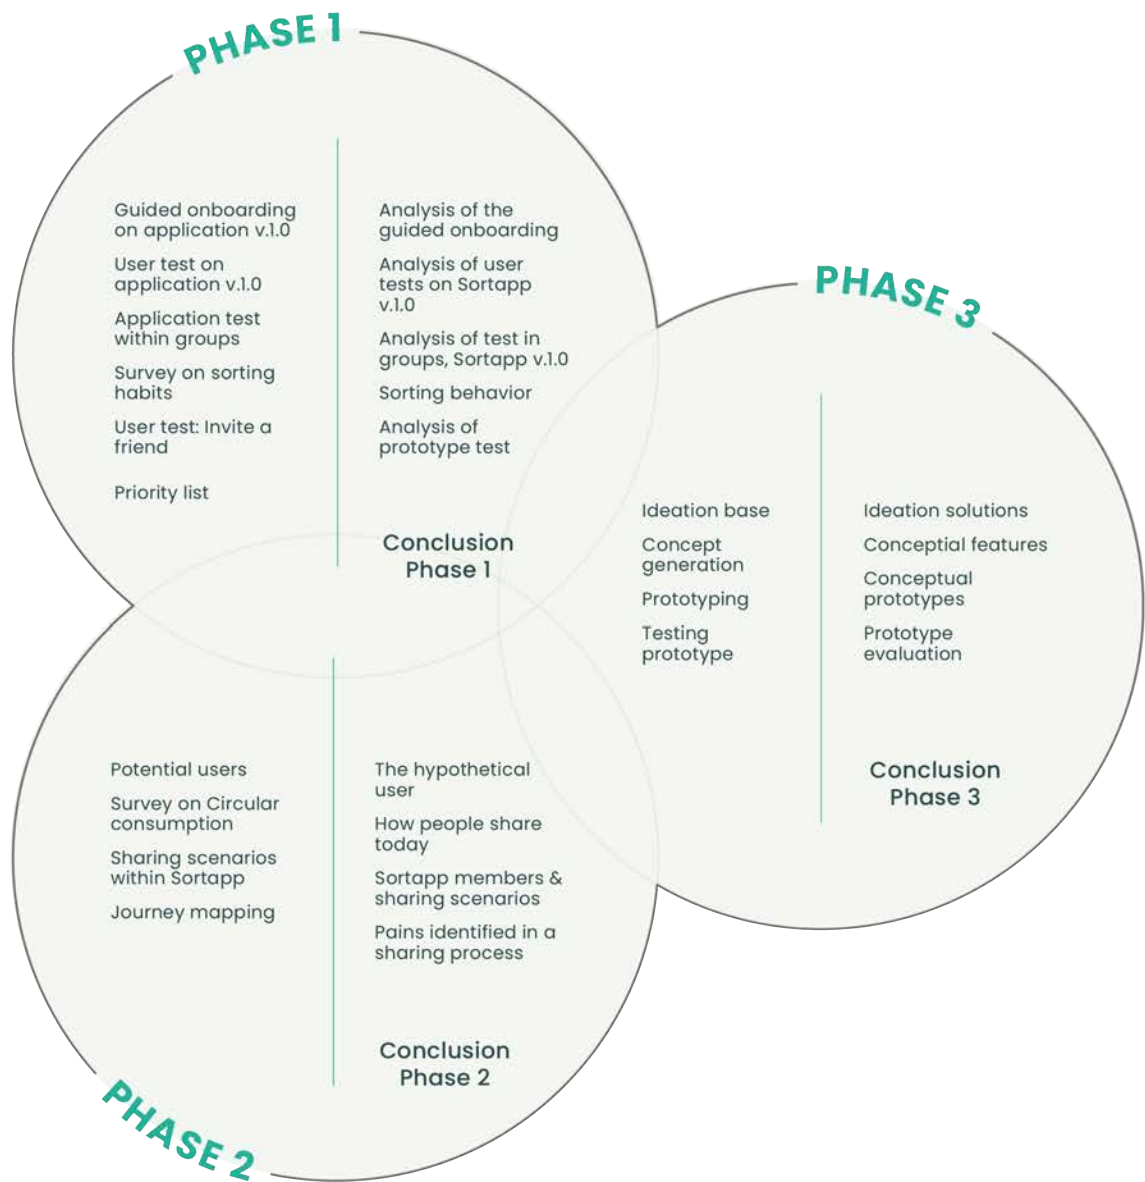 PHASE 1
Guided onboarding
on application v.1.0
User test on
application v.1.0
Application test
within groups
Survey on sorting
habits
User test: Invite a
friend
Priority list
Analysis of the
guided onboarding
Analysis of user
tests on Sortapp
v.1.0
Analysis of test in
groups, Sortapp v.1.0
Sorting behavior
Analysis of
prototype test
Conclusion
Phase 1
PHASE 3
Ideation base
Concept
generation
Prototyping
Testing
prototype
Ideation solutions
Conceptial features
Conceptual
prototypes
Prototype
evaluation
Conclusion
Phase 3
Potential users
Survey on Circular
consumption
Sharing scenarios
within Sortapp
Journey mapping
The hypothetical
user
How people share
today
Sortapp members &
sharing scenarios
Pains identified in a
sharing process
Conclusion
Phase 2
PHASE 2